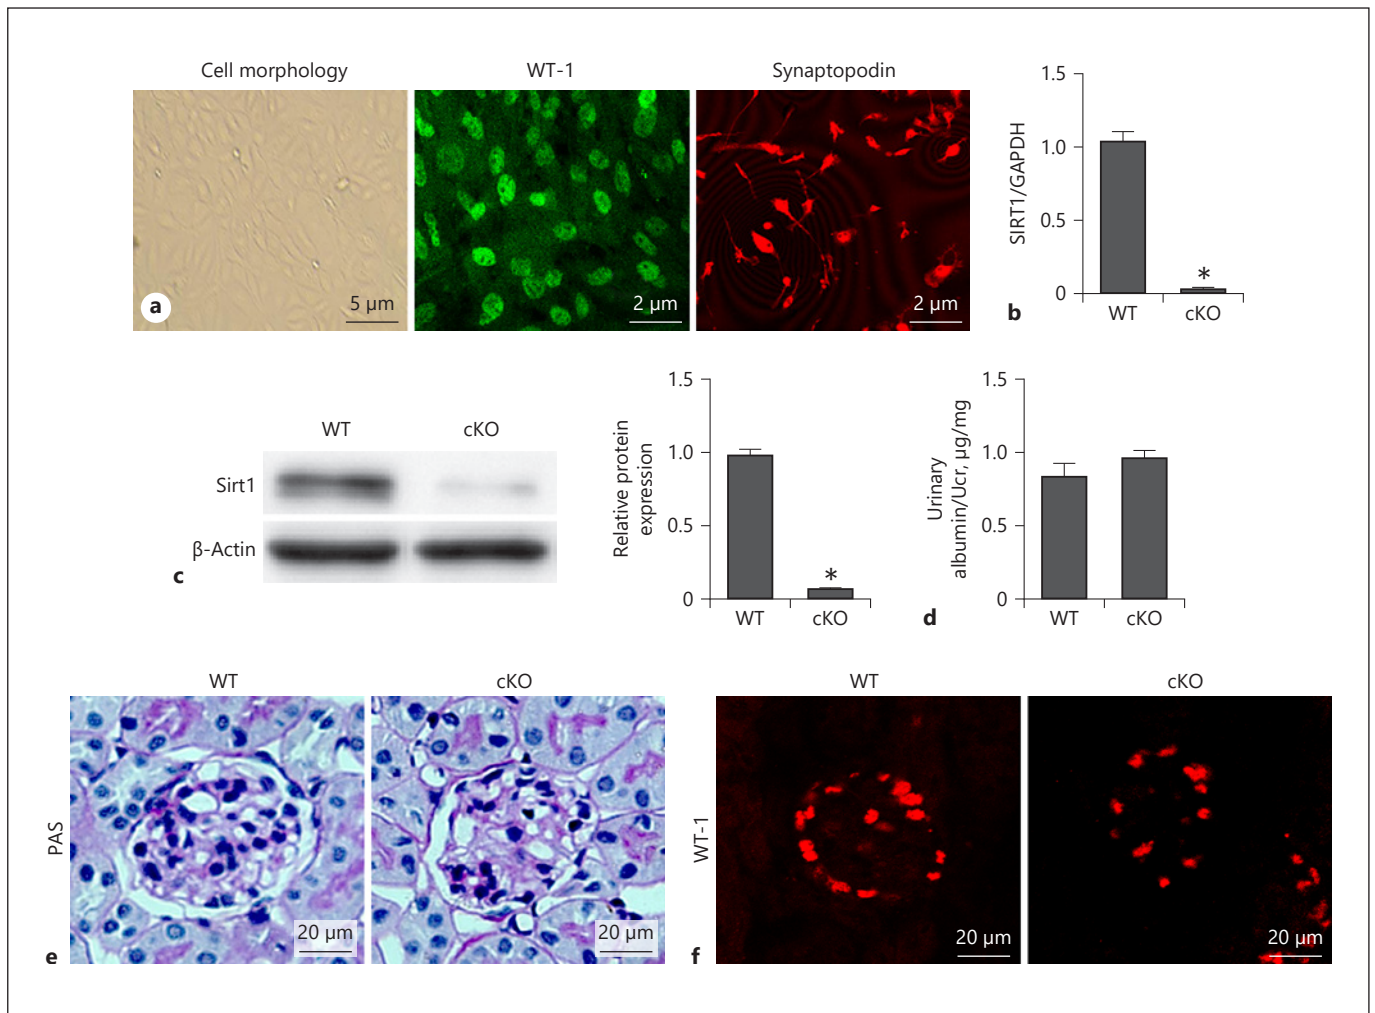 Cell morphology
WT-1
Synaptopodin
5 µm
2 µm
2 µm
a
1.5
1.0
0.5
0
SIRT1/GAPDH
*
WT
cKO
b
WT
cKO
Sirt1
β-Actin
c
1.5
1.0
0.5
0
Relative protein
expression
*
WT
cKO
1.5
1.0
0.5
0
Urinary
albumin/Ucr, µg/mg
WT
cKO
d
WT
cKO
PAS
20 µm
20 µm
e
WT
cKO
WT-1
20 µm
20 µm
f